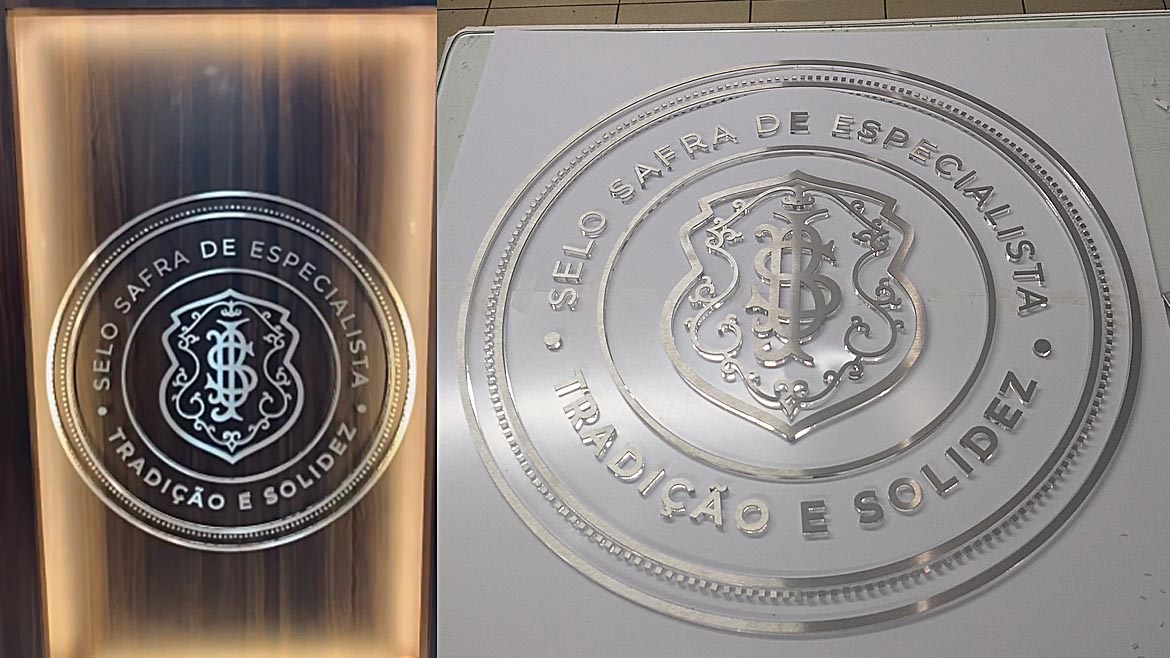 SELO SAFRA DE ESPECIALISTA
• TRADIÇÃO E SOLIDEZ •
SELO SAFRA DE ESPECIALISTA
• TRADIÇÃO E SOLIDEZ •